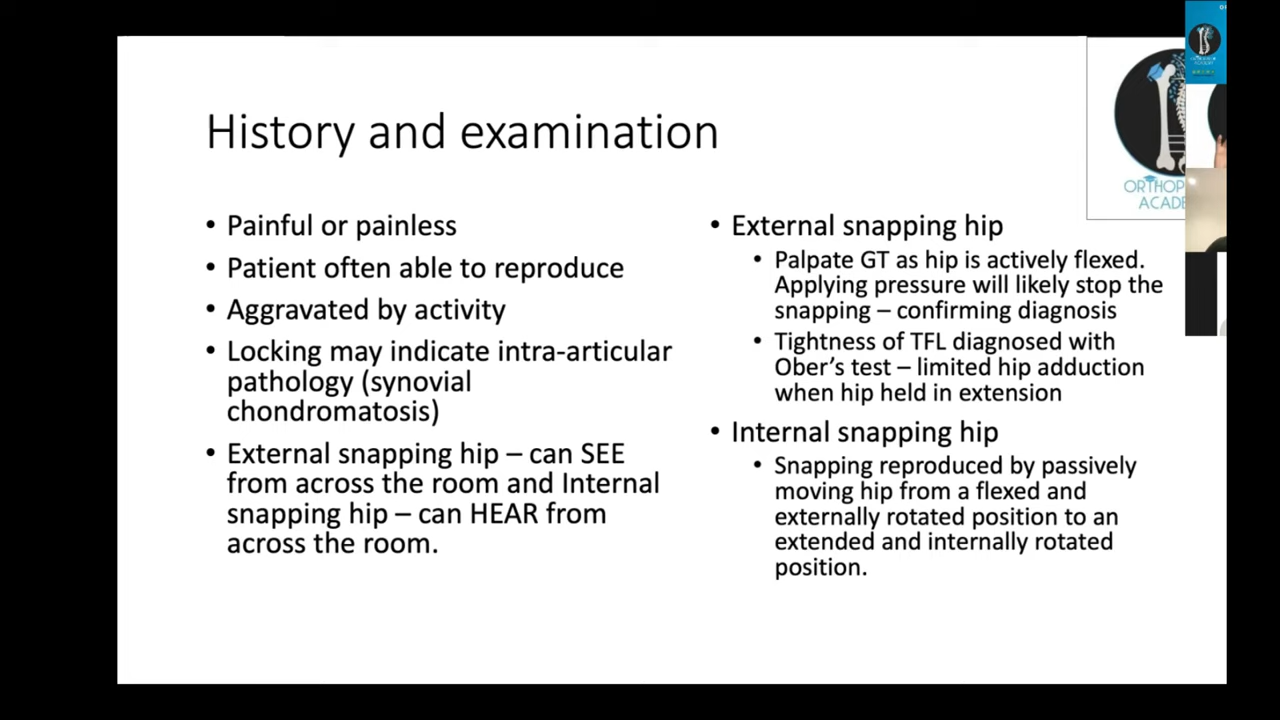 History and examination
• Painful or painless
• Patient often able to reproduce
• Aggravated by activity
• Locking may indicate intra-articular
pathology (synovial
chondromatosis)
• External snapping hip – can SEE
from across the room and Internal
snapping hip – can HEAR from
across the room.
• External snapping hip
• Palpate GT as hip is actively flexed.
Applying pressure will likely stop the
snapping – confirming diagnosis
• Tightness of TFL diagnosed with
Ober's test – limited hip adduction
when hip held in extension
• Internal snapping hip
• Snapping reproduced by passively
moving hip from a flexed and
externally rotated position to an
extended and internally rotated
position.
ORTHOP
ACADE